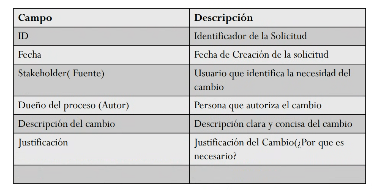 Campo Descripción
ID Identificador de la Solicitud
Fecha Fecha de Creación de la solicitud
Stakeholder( Fuente) Usuario que identifica la necesidad del
cambio
Dueño del proceso (Autor) Persona que autoriza el cambio
Descripción del cambio Descripción clara y concisa del cambio
Justificación Justificación del Cambio(¿Por que es
necesario?